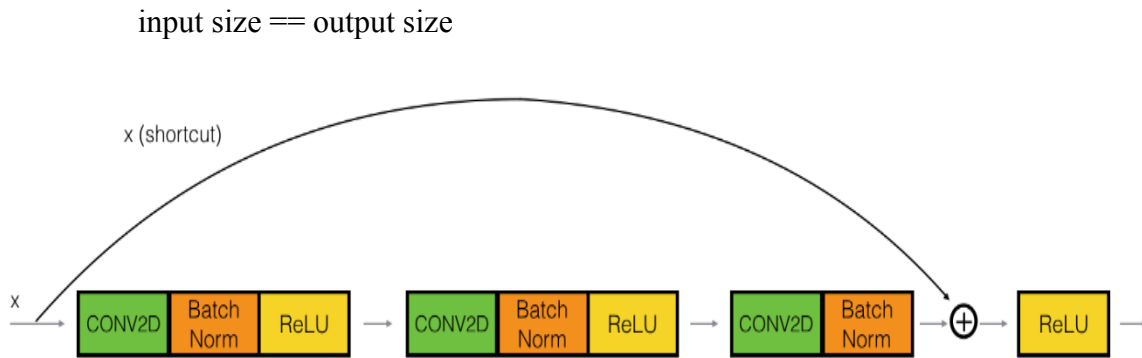 input size == output size
x (shortcut)
x
CONV2D
Batch
Norm
ReLU
CONV2D
Batch
Norm
ReLU
CONV2D
Batch
Norm
+
ReLU